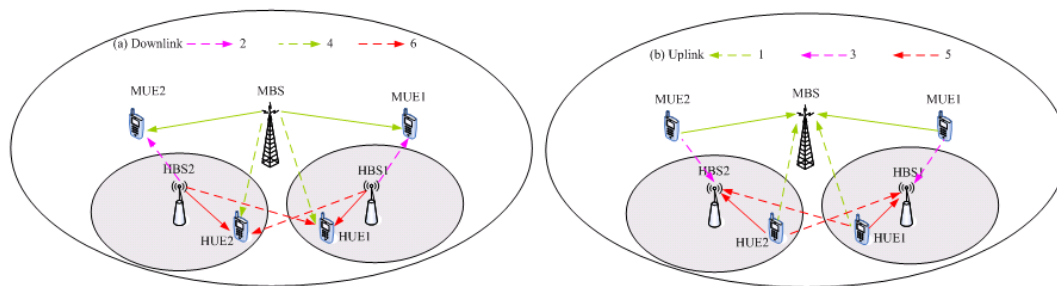 (a) Downlink 2 4 6
MUE2 MBS MUE1
HBS2 HBS1
HUE2 HUE1
(b) Uplink 1 3 5
MUE2 MBS MUE1
HBS2 HBS1
HUE2 HUE1